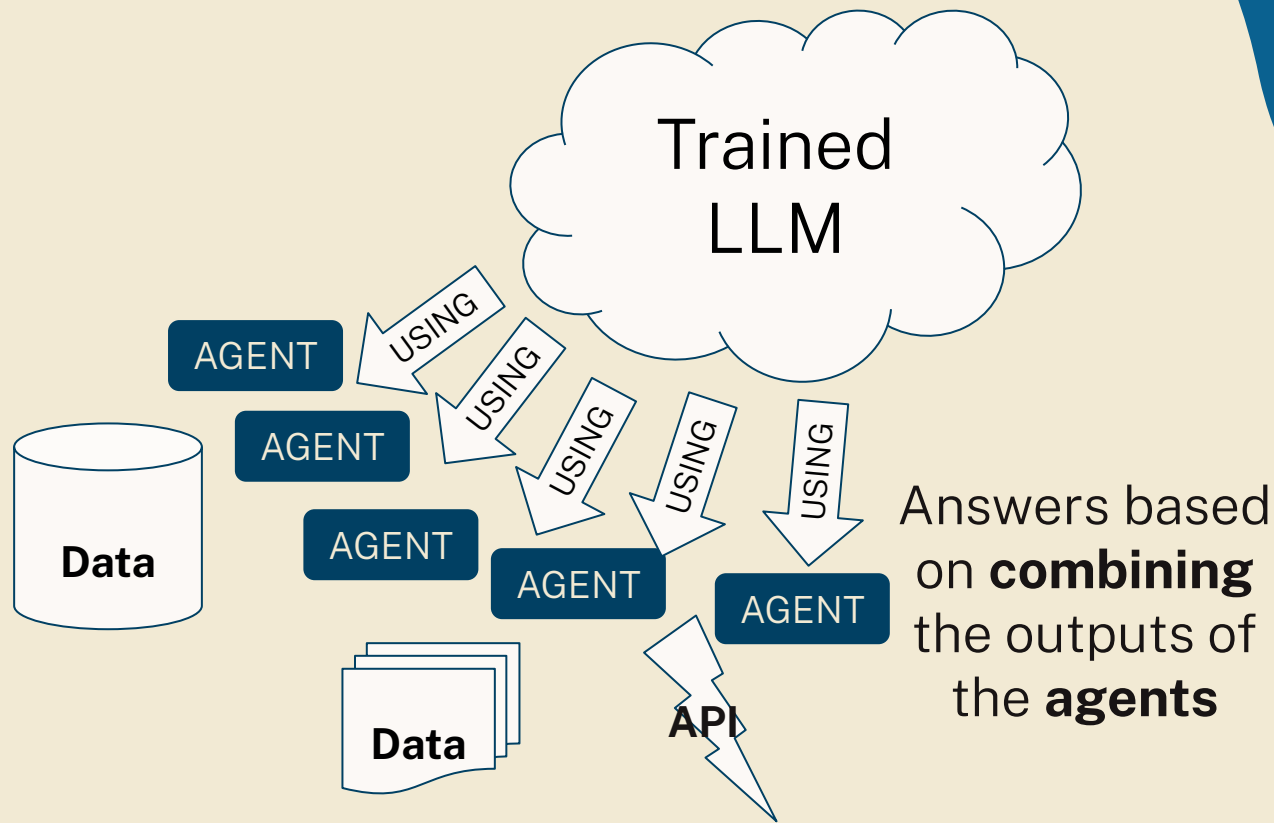 Trained
LLM
USING
USING
USING
USING
USING
AGENT
AGENT
AGENT
AGENT
AGENT
Data
Data
API
Answers based
on combining
the outputs of
the agents